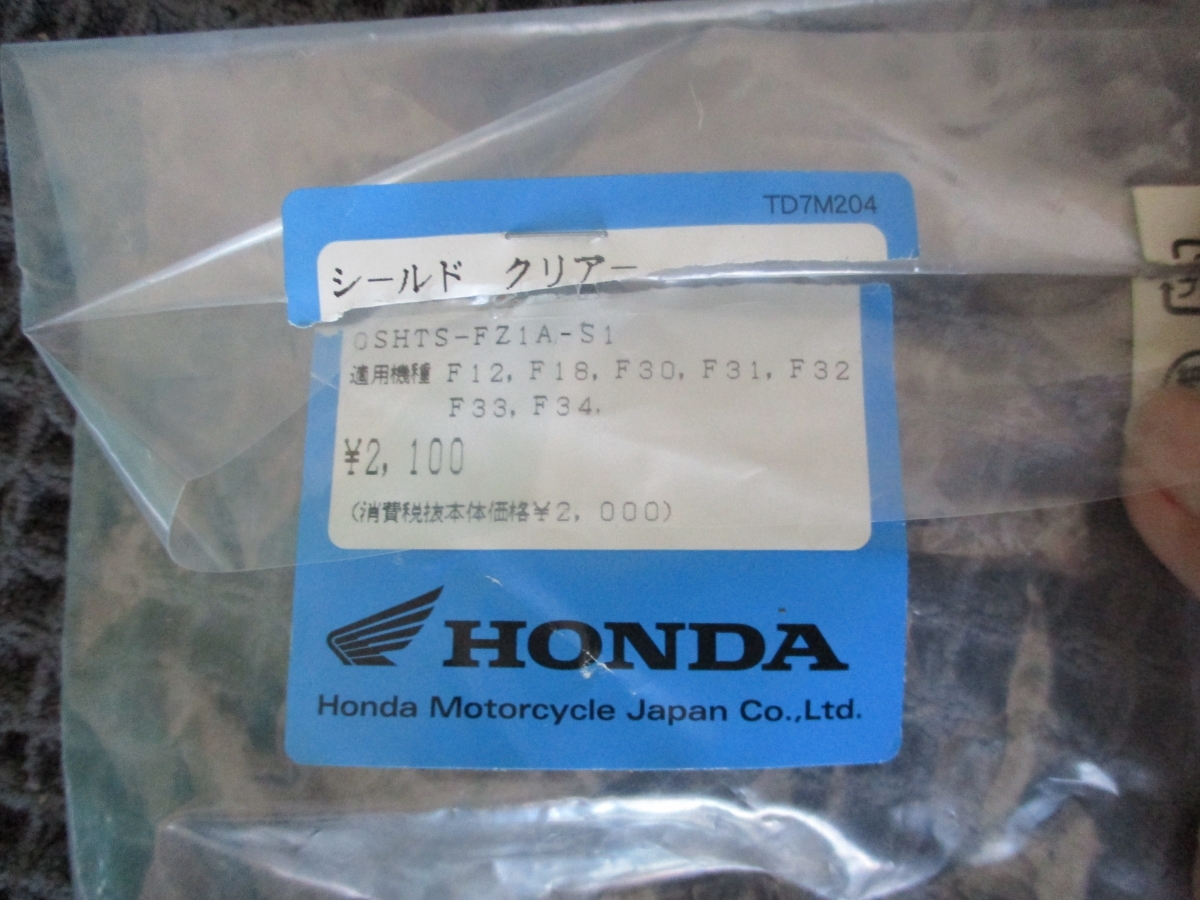 TD7M204
シールド クリアー
0SHTS-FZ1A-S1
適用機種 F12, F18, F30, F31, F32
F33, F34.
¥2,100
(消費税抜本体価格¥2,000)
HONDA
Honda Motorcycle Japan Co.,Ltd.